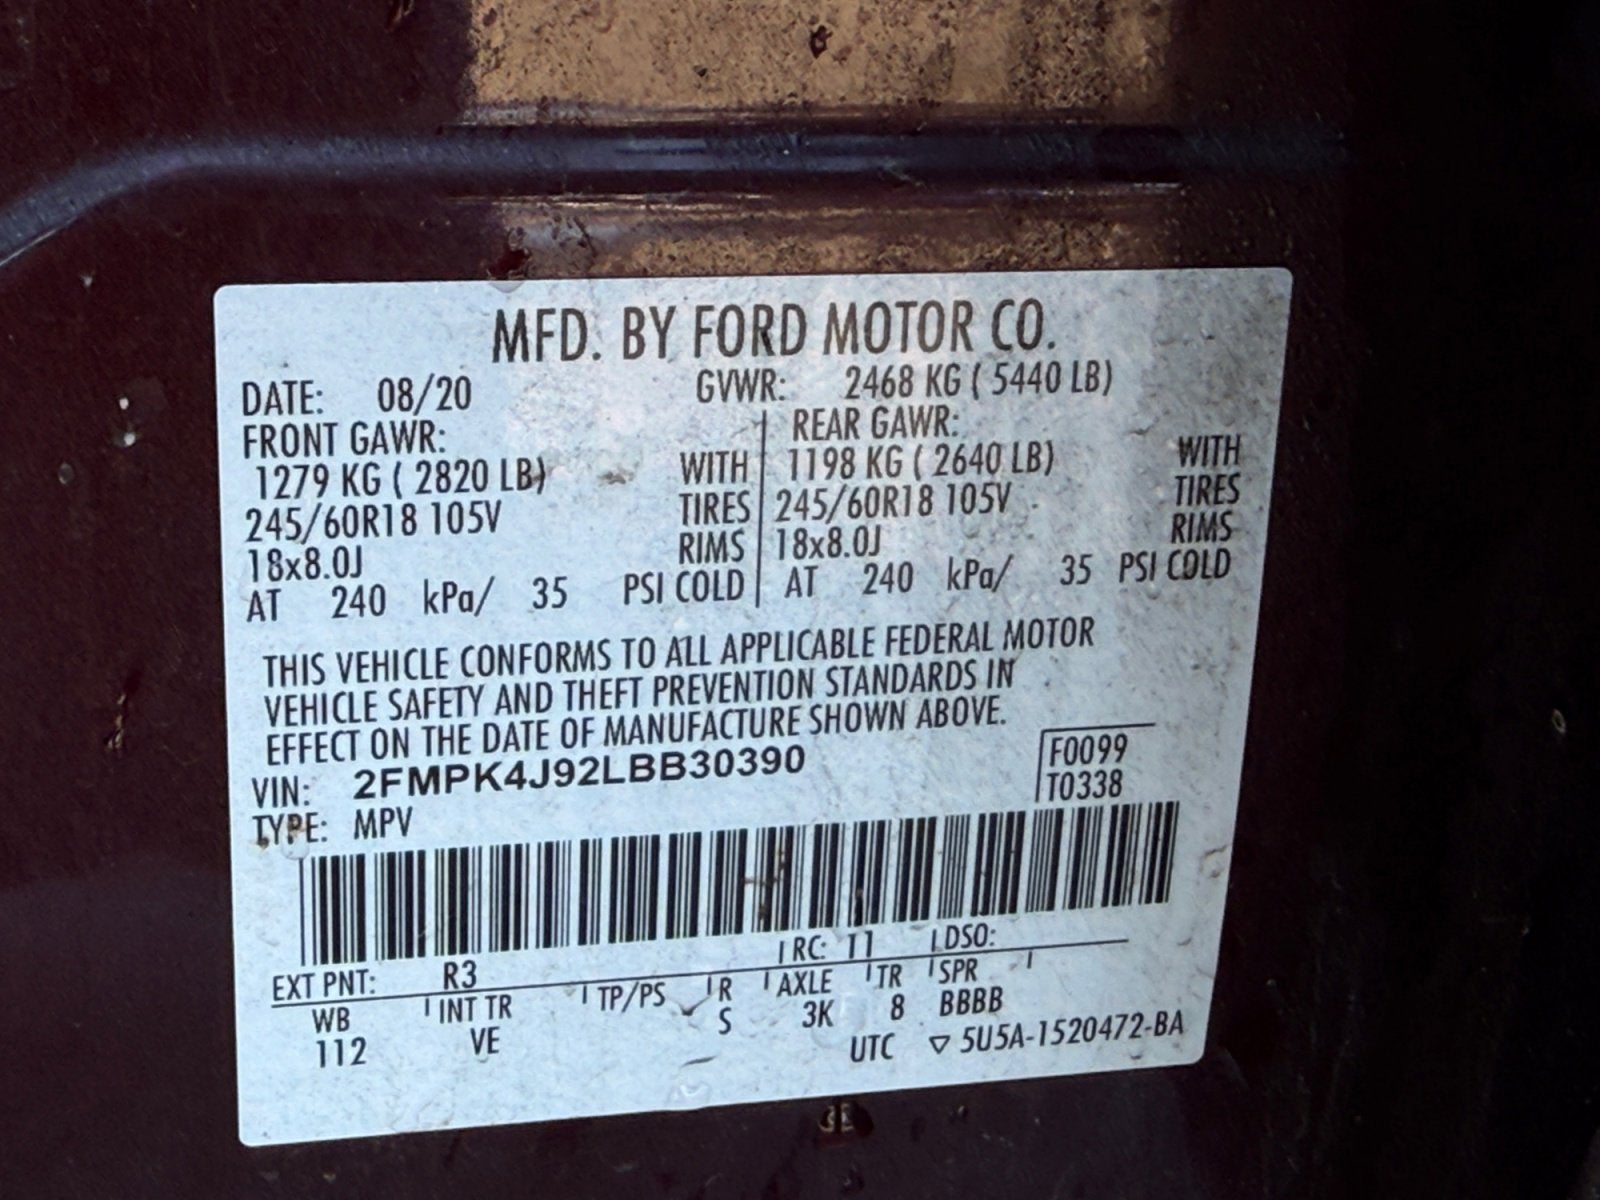 MFD. BY FORD MOTOR CO.
DATE: 08/20 GVWR: 2468 KG ( 5440 LB)
FRONT GAWR: REAR GAWR:
1279 KG ( 2820 LB) WITH 1198 KG ( 2640 LB) WITH
245/60R18 105V TIRES 245/60R18 105V TIRES
18x8.0J RIMS 18x8.0J RIMS
AT 240 kPa/ 35 PSI COLD AT 240 kPa/ 35 PSI COLD
THIS VEHICLE CONFORMS TO ALL APPLICABLE FEDERAL MOTOR
VEHICLE SAFETY AND THEFT PREVENTION STANDARDS IN
EFFECT ON THE DATE OF MANUFACTURE SHOWN ABOVE.
VIN: 2FMPK4J92LBB30390 F0099
TYPE: MPV T0338
EXT PNT: R3 RC: 11 DSO:
WB INT TR TP/PS R AXLE TR SPR
112 VE S 3K 8 BBBB
UTC ▽ 5U5A-1520472-BA